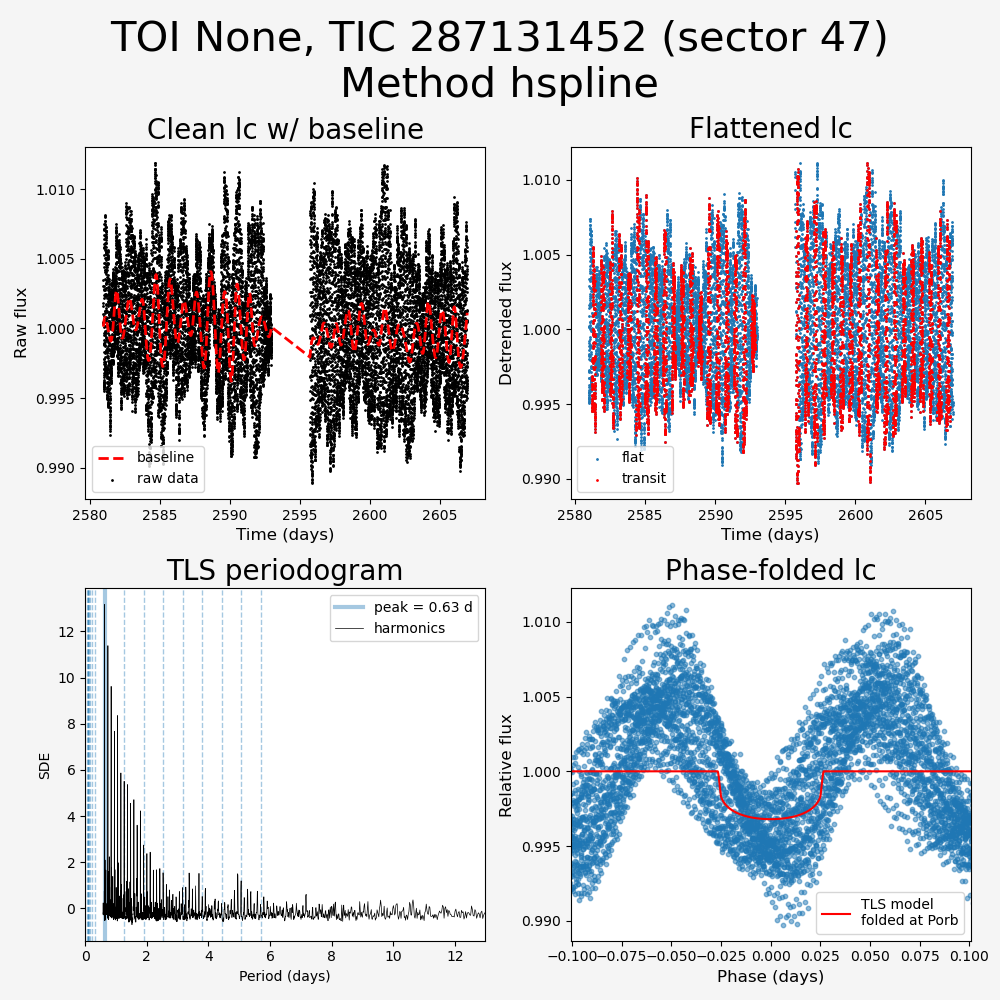 TOI None, TIC 287131452 (sector 47)
Method hspline
Clean lc w/ baseline
Flattened lc
1.010
1.005
1.000
0.995
0.990
Raw flux
baseline
raw data
2580
2585
2590
2595
2600
2605
Time (days)
1.010
1.005
1.000
0.995
0.990
Detrended flux
flat
transit
2580
2585
2590
2595
2600
2605
Time (days)
TLS periodogram
Phase-folded lc
12
10
8
6
4
2
0
SDE
peak = 0.63 d
harmonics
0
2
4
6
8
10
12
Period (days)
1.010
1.005
1.000
0.995
0.990
Relative flux
TLS model
folded at Porb
−0.100
−0.075
−0.050
−0.025
0.000
0.025
0.050
0.075
0.100
Phase (days)